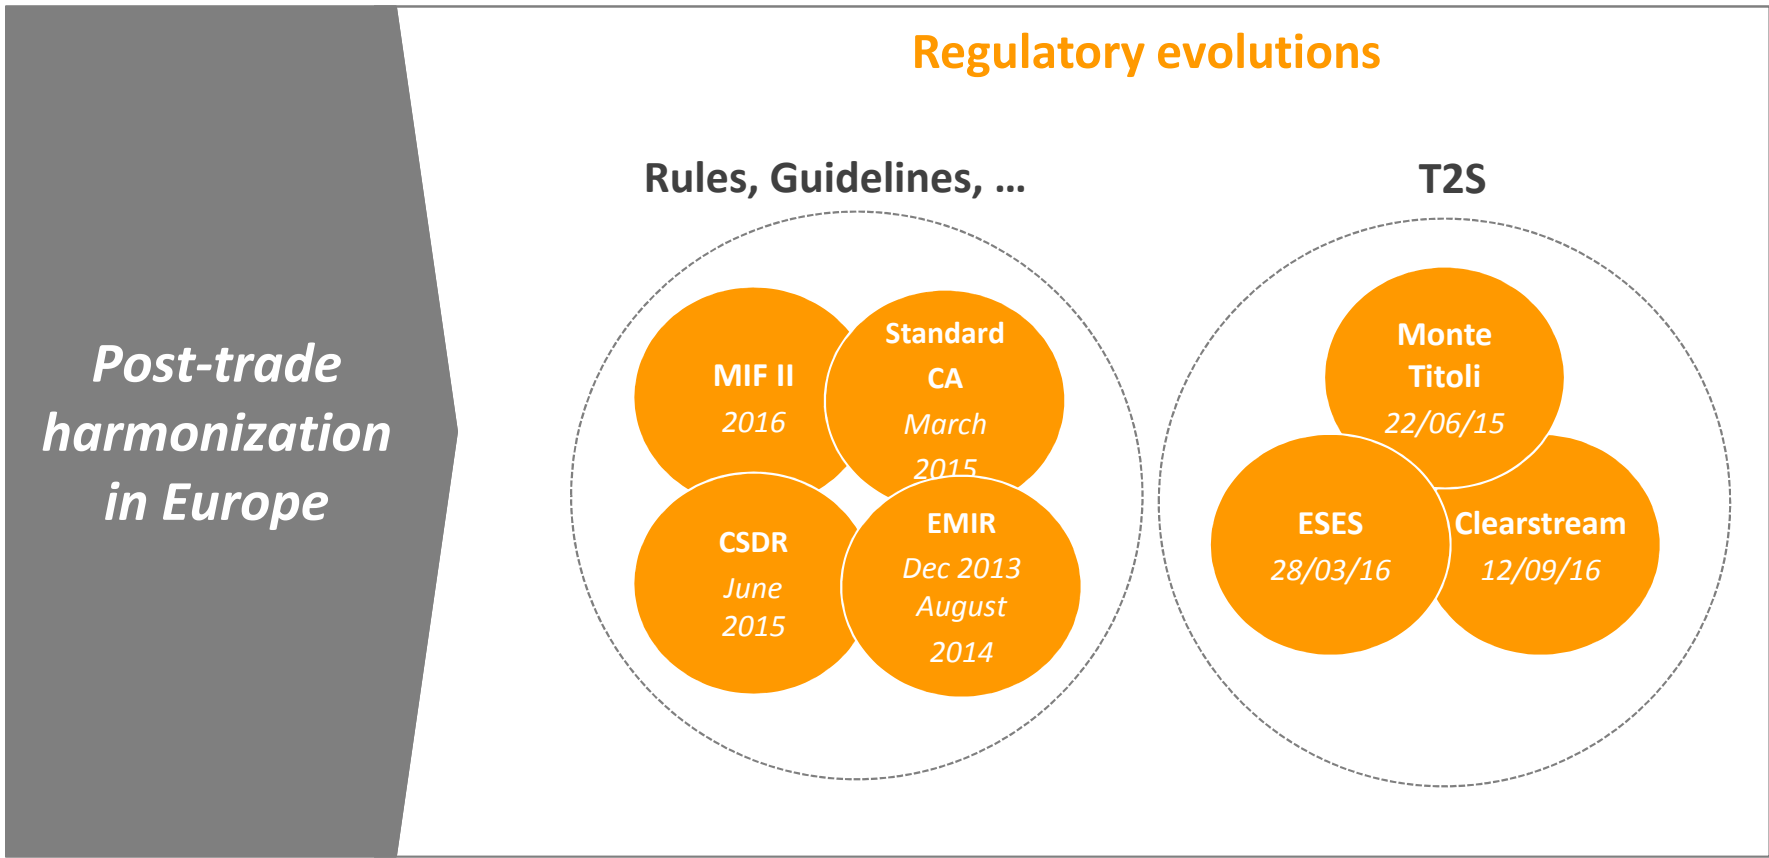 Post-trade
harmonization
in Europe
Regulatory evolutions
Rules, Guidelines, …
MIF II
2016
Standard
CA
March
2015
CSDR
June
2015
EMIR
Dec 2013
August
2014
T2S
Monte
Titoli
22/06/15
ESES
28/03/16
Clearstream
12/09/16